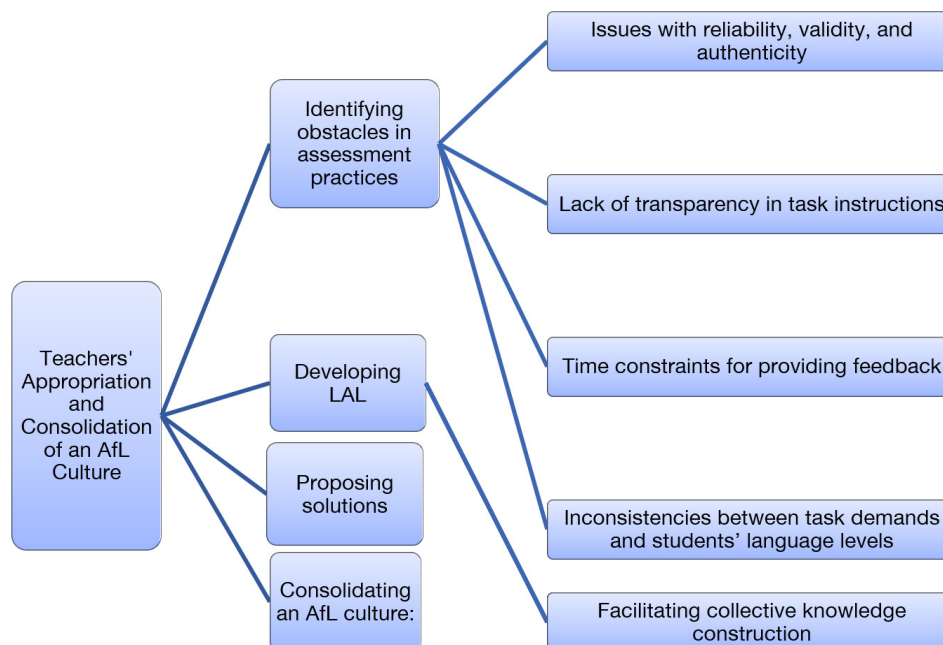 Teachers'
Appropriation
and
Consolidation
of an AfL
Culture
Identifying
obstacles in
assessment
practices
Developing
LAL
Proposing
solutions
Consolidating
an AfL culture:
Issues with reliability, validity, and
authenticity
Lack of transparency in task instructions
Time constraints for providing feedback
Inconsistencies between task demands
and students’ language levels
Facilitating collective knowledge
construction